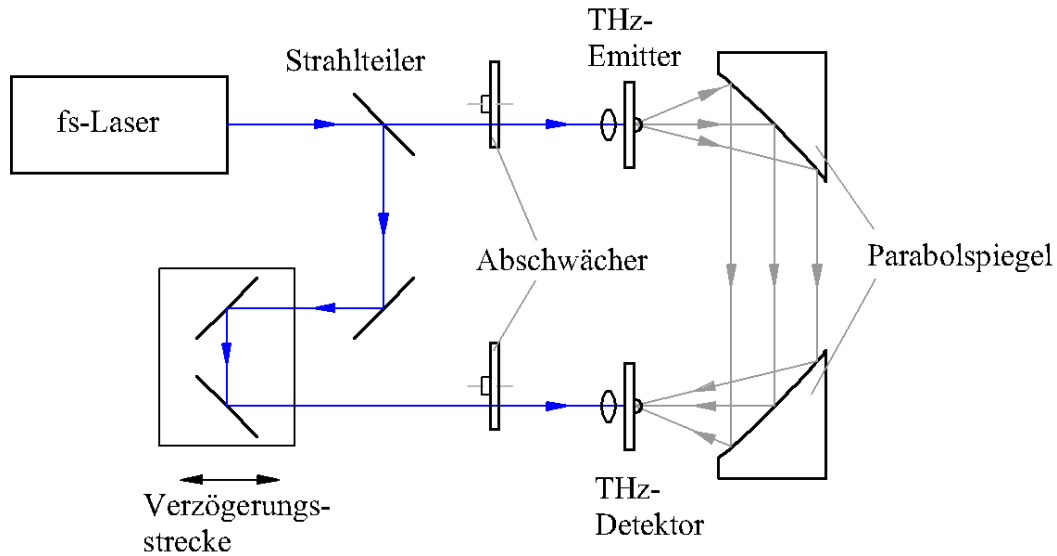 THz-
Emitter
Strahlteiler
fs-Laser
Abschwächer
Parabolspiegel
THz-
Detektor
Verzögerungs-
strecke